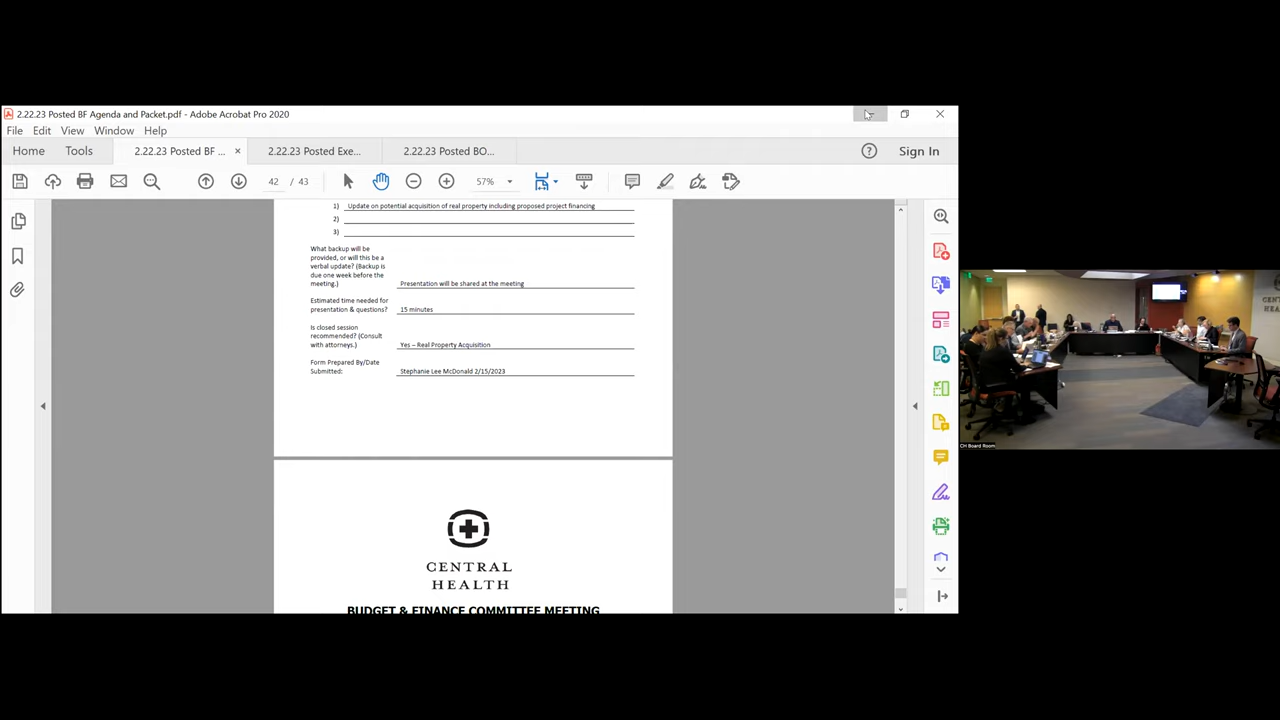 2.22.23 Posted BF Agenda and Packet.pdf - Adobe Acrobat Pro 2020
File Edit View Window Help
Home Tools 2.22.23 Posted BF ... 2.22.23 Posted Exe... 2.22.23 Posted BO... Sign In
42 / 43 57%
1) Update on potential acquisition of real property including proposed project financing
2)
3)
What backup will be
provided, or will this be a
verbal update? (Backup is
due one week before the
meeting.) Presentation will be shared at the meeting
Estimated time needed for
presentation & questions? 15 minutes
Is closed session
recommended? (Consult
with attorneys.) Yes – Real Property Acquisition
Form Prepared By/Date
Submitted: Stephanie Lee McDonald 2/15/2023
CENTRAL
HEALTH
BUDGET & FINANCE COMMITTEE MEETING
CH Board Room